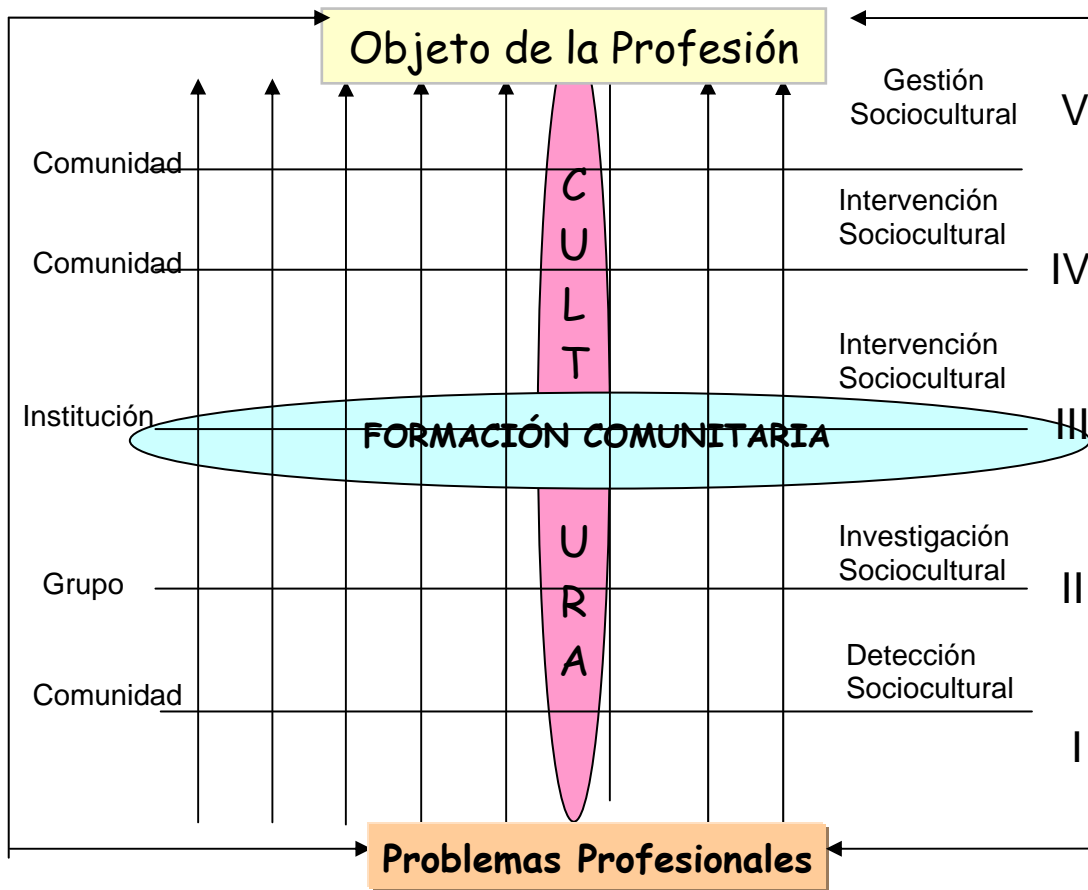 Objeto de la Profesión
Gestión
Sociocultural
V
Comunidad
Intervención
Sociocultural
Comunidad
IV
Intervención
Sociocultural
Institución
III
FORMACIÓN COMUNITARIA
C
U
L
T
U
R
A
Investigación
Sociocultural
Grupo
II
Detección
Sociocultural
Comunidad
I
Problemas Profesionales